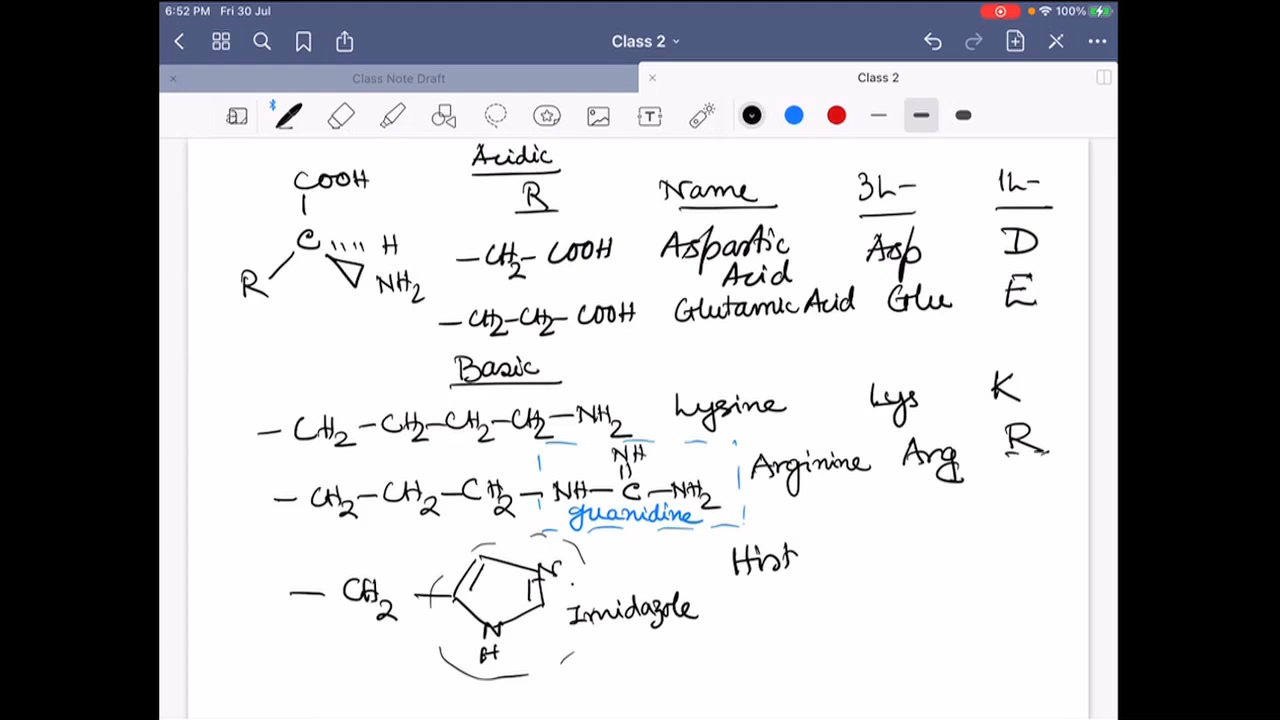 6:52 PM Fri 30 Jul 100%
Class 2
Class Note Draft
Class 2
Acidic
COOH R Name 3L- 1L-
C H
R NH2
-CH2-COOH Aspartic Acid Asp D
-CH2-CH2-COOH Glutamic Acid Glu E
Basic
-CH2-CH2-CH2-CH2-NH2 Lysine Lys K
NH
-CH2-CH2-CH2-NH-C-NH2 Arginine Arg R
guanidine
Hist
-CH2 N Imidazole
N
H